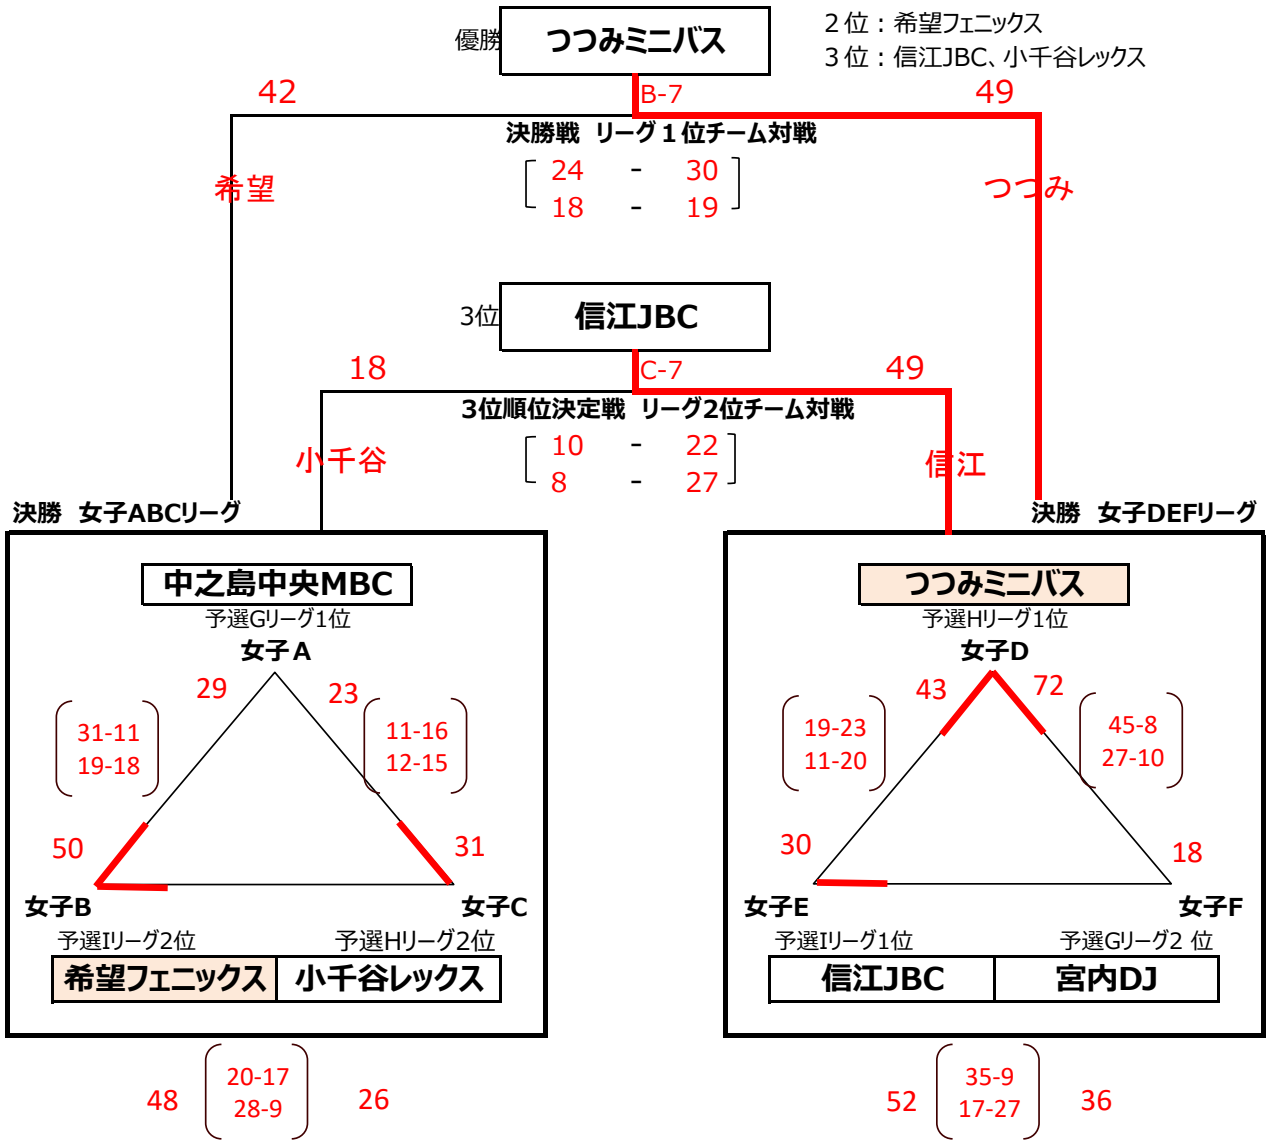 優勝 つつみミニバス
２位：希望フェニックス
３位：信江JBC、小千谷レックス
42 B-7 49
決勝戦 リーグ１位チーム対戦
24 - 30
18 - 19
希望 つつみ
3位 信江JBC
18 C-7 49
3位順位決定戦 リーグ2位チーム対戦
10 - 22
8 - 27
小千谷 信江
決勝 女子ABCリーグ
中之島中央MBC
予選Gリーグ1位
女子A
29 23
31-11
19-18
11-16
12-15
50 31
女子B 女子C
予選Iリーグ2位 予選Hリーグ2位
希望フェニックス 小千谷レックス
48
20-17
28-9
26
決勝 女子DEFリーグ
つつみミニバス
予選Hリーグ1位
女子D
43 72
19-23
11-20
45-8
27-10
30 18
女子E 女子F
予選Iリーグ1位 予選Gリーグ2 位
信江JBC 宮内DJ
52
35-9
17-27
36